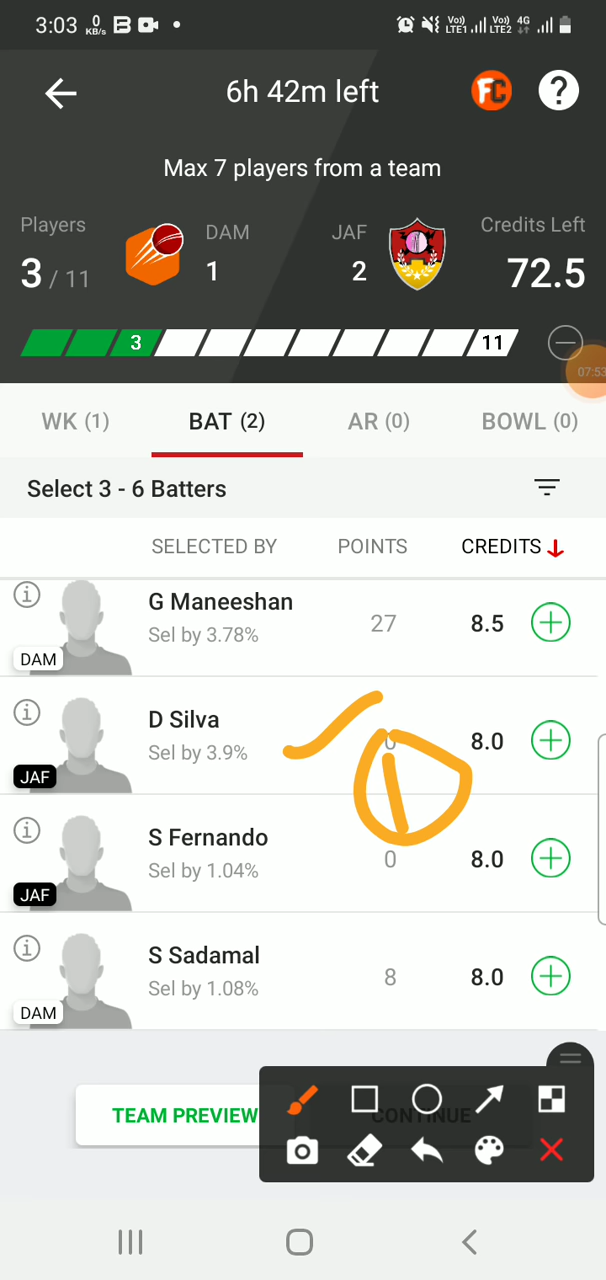 3:03 0 KB/s B Vo)) LTE1 Vo)) LTE2 4G
6h 42m left FC ?
Max 7 players from a team
Players DAM JAF Credits Left
3 / 11 1 2 72.5
3 11
07:53
WK (1) BAT (2) AR (0) BOWL (0)
Select 3 - 6 Batters
SELECTED BY POINTS CREDITS
G Maneeshan
Sel by 3.78% 27 8.5
DAM
D Silva
Sel by 3.9% 0 8.0
JAF
S Fernando
Sel by 1.04% 0 8.0
JAF
S Sadamal
Sel by 1.08% 8 8.0
DAM
TEAM PREVIEW CONTINUE